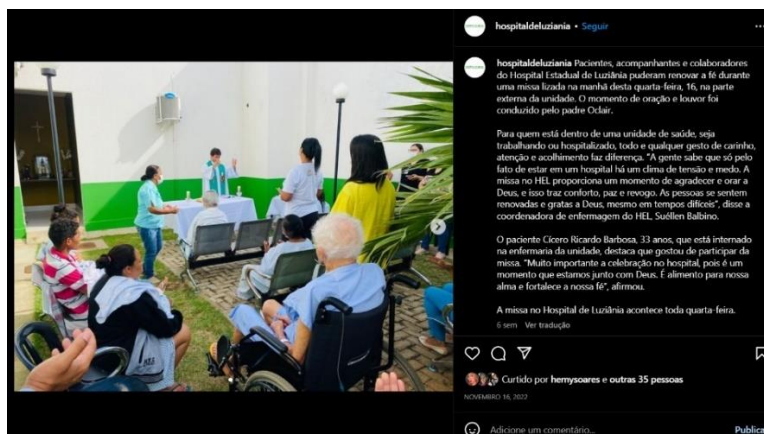 hospitaldeluziania • Seguir
hospitaldeluziania Pacientes, acompanhantes e colaboradores
do Hospital Estadual de Luziânia puderam renovar a fé durante
uma missa lizada na manhã desta quarta-feira, 16, na parte
externa da unidade. O momento de oração e louvor foi
conduzido pelo padre Oclair.
Para quem está dentro de uma unidade de saúde, seja
trabalhando ou hospitalizado, todo e qualquer gesto de carinho,
atenção e acolhimento faz diferença. "A gente sabe que só pelo
fato de estar em um hospital há um clima de tensão e medo. A
missa no HEL proporciona um momento de agradecer e orar a
Deus, e isso traz conforto, paz e revogo. As pessoas se sentem
renovadas e gratas a Deus, mesmo em tempos difíceis", disse a
coordenadora de enfermagem do HEL, Suéllen Balbino.
O paciente Cícero Ricardo Barbosa, 33 anos, que está internado
na enfermaria da unidade, destaca que gostou de participar da
missa. "Muito importante a celebração no hospital, pois é um
momento que estamos junto com Deus. É alimento para nossa
alma e fortalece a nossa fé", afirmou.
A missa no Hospital de Luziânia acontece toda quarta-feira.
6 sem Ver tradução
Curtido por hemysoares e outras 35 pessoas
NOVEMBRO 16, 2022
Adicione um comentário... Publica